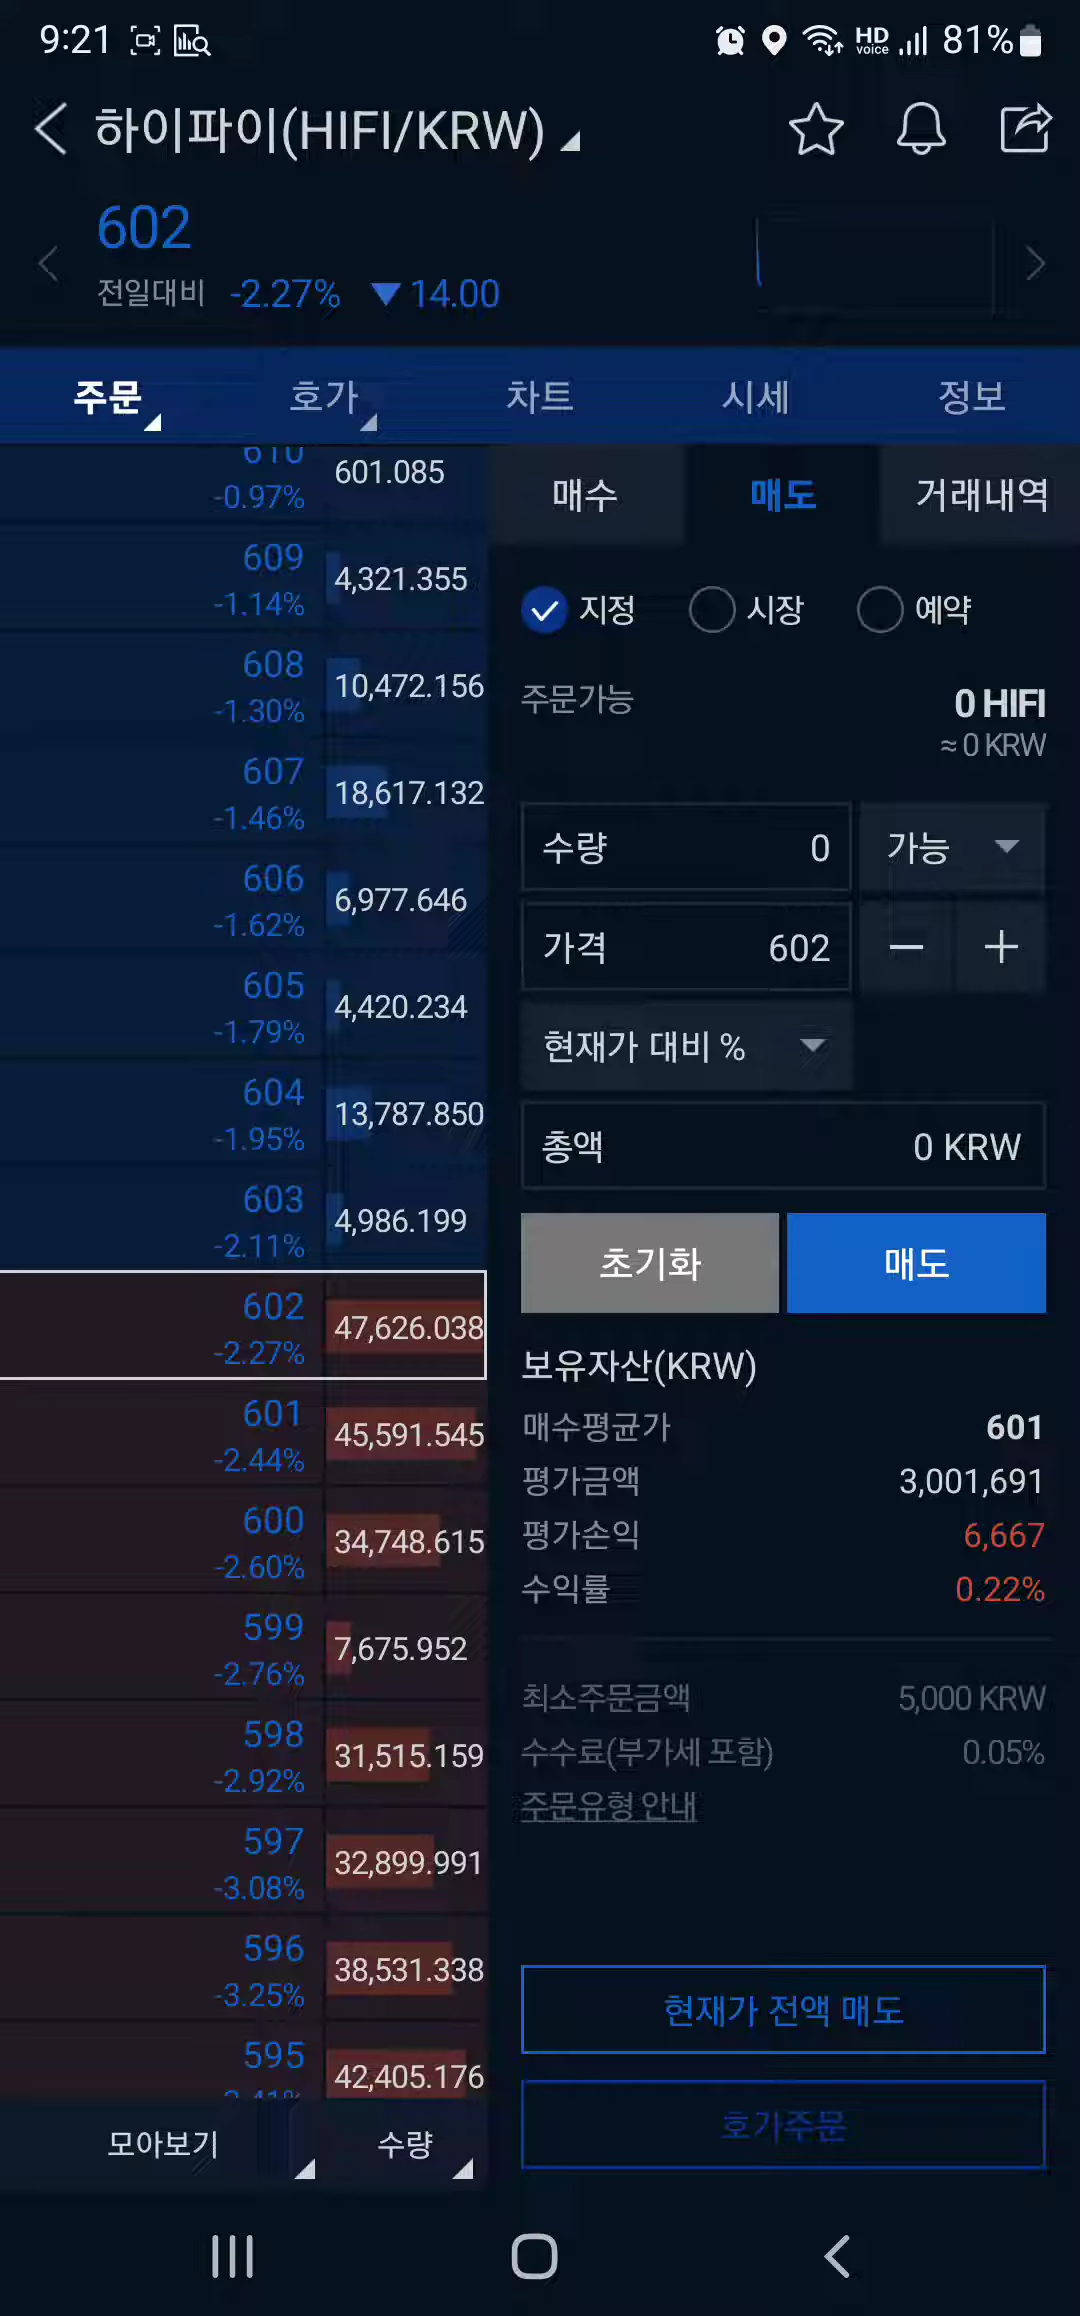 9:21
HD voice 81%
하이파이(HIFI/KRW)
602
전일대비 -2.27% ▼14.00
주문 호가 차트 시세 정보
610 601.085
-0.97%
609 4,321.355
-1.14%
608 10,472.156
-1.30%
607 18,617.132
-1.46%
606 6,977.646
-1.62%
605 4,420.234
-1.79%
604 13,787.850
-1.95%
603 4,986.199
-2.11%
602 47,626.038
-2.27%
601 45,591.545
-2.44%
600 34,748.615
-2.60%
599 7,675.952
-2.76%
598 31,515.159
-2.92%
597 32,899.991
-3.08%
596 38,531.338
-3.25%
595 42,405.176
모아보기 수량
매수 매도 거래내역
지정 시장 예약
주문가능 0 HIFI
≈ 0 KRW
수량 0 가능
가격 602 − +
현재가 대비 %
총액 0 KRW
초기화 매도
보유자산(KRW)
매수평균가 601
평가금액 3,001,691
평가손익 6,667
수익률 0.22%
최소주문금액 5,000 KRW
수수료(부가세 포함) 0.05%
주문유형 안내
현재가 전액 매도
호가주문